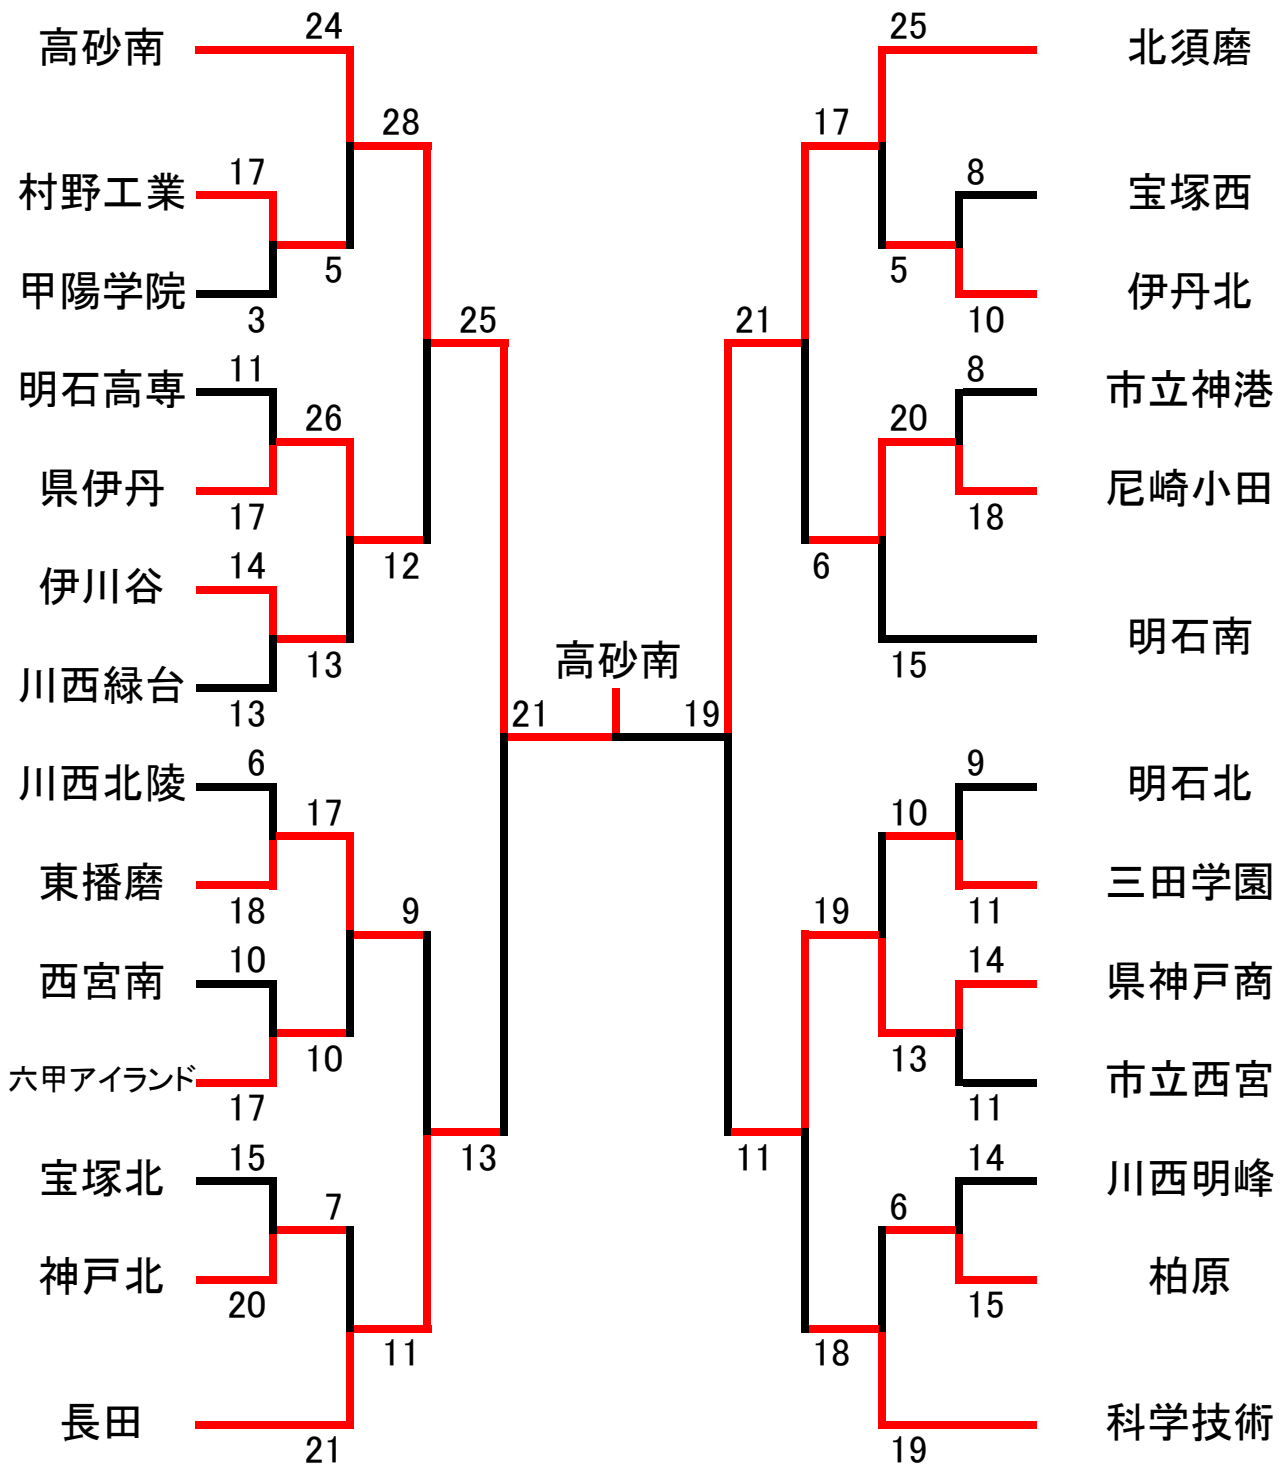 24
高砂南
28
17
村野工業
5
甲陽学院
3
25
11
明石高専
26
県伊丹
17
12
14
伊川谷
13
川西緑台
13
21
6
川西北陵
17
東播磨
18
9
10
西宮南
10
六甲アイランド
17
13
15
宝塚北
7
神戸北
20
11
長田
21
高砂南
19
25
北須磨
17
8
宝塚西
5
伊丹北
10
21
8
市立神港
20
尼崎小田
18
6
明石南
15
9
明石北
10
三田学園
11
19
14
県神戸商
13
市立西宮
11
11
14
川西明峰
6
柏原
15
18
科学技術
19